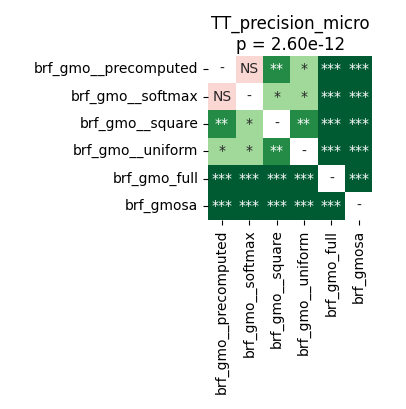 TT_precision_micro
p = 2.60e-12
brf_gmo__precomputed - NS ** * *** ***
brf_gmo__softmax NS - * * *** ***
brf_gmo__square ** * - ** *** ***
brf_gmo__uniform * * ** - *** ***
brf_gmo_full *** *** *** *** - ***
brf_gmosa *** *** *** *** *** -
brf_gmo__precomputed
brf_gmo__softmax
brf_gmo__square
brf_gmo__uniform
brf_gmo_full
brf_gmosa